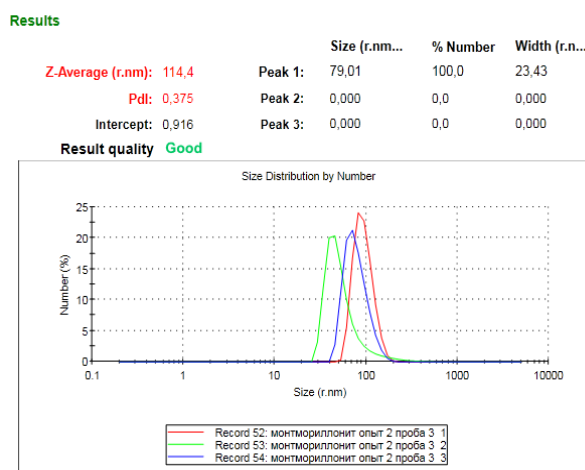 Results
Size (r.nm... % Number Width (r.n...
Z-Average (r.nm): 114,4 Peak 1: 79,01 100,0 23,43
PdI: 0,375 Peak 2: 0,000 0,0 0,000
Intercept: 0,916 Peak 3: 0,000 0,0 0,000
Result quality Good
Size Distribution by Number
25
20
15
10
5
0
Number (%)
0.1 1 10 100 1000 10000
Size (r.nm)
Record 52: монтмориллонит опыт 2 проба 3 1
Record 53: монтмориллонит опыт 2 проба 3 2
Record 54: монтмориллонит опыт 2 проба 3 3